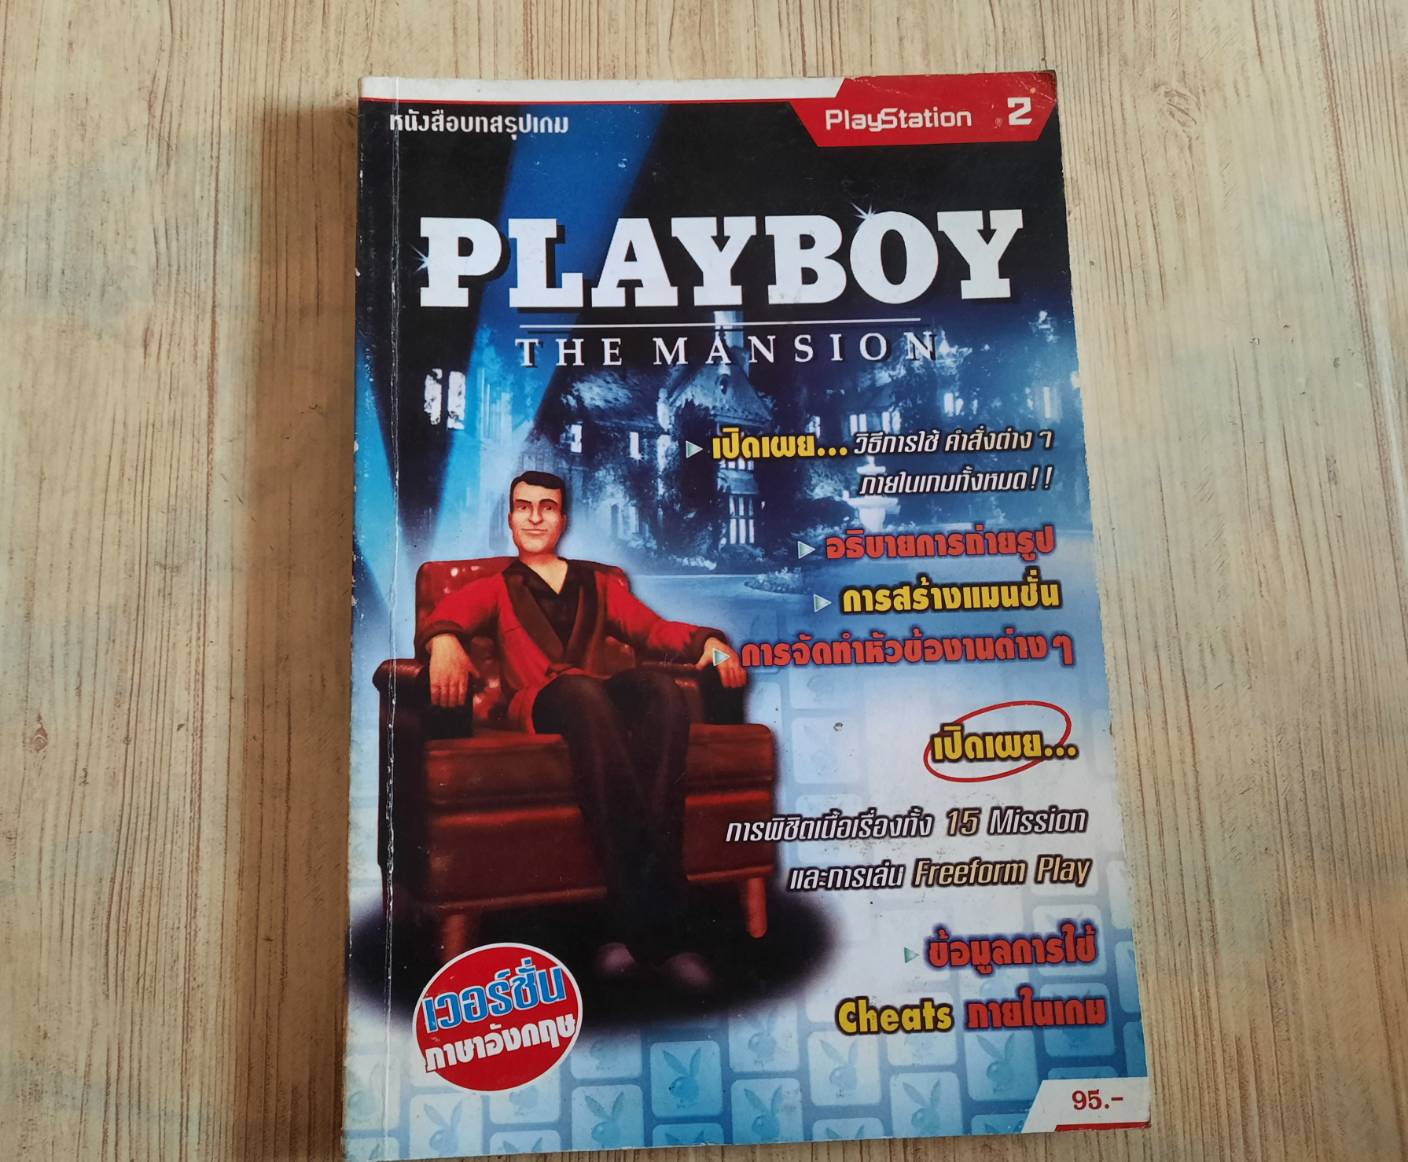 หนังสือบทสรุปเกม
PlayStation 2
PLAYBOY
THE MANSION
เปิดเผย... วิธีการใช้ คำสั่งต่าง ๆ
ภายในเกมทั้งหมด!!
อธิบายการถ่ายรูป
การสร้างแมนชั่น
การจัดทำหัวข้องานต่าง ๆ
เปิดเผย...
การพิชิตเนื้อเรื่องทั้ง 15 Mission
และการเล่น Freeform Play
ข้อมูลการใช้
Cheats ภายในเกม
เวอร์ชั่น
ภาษาอังกฤษ
95.-